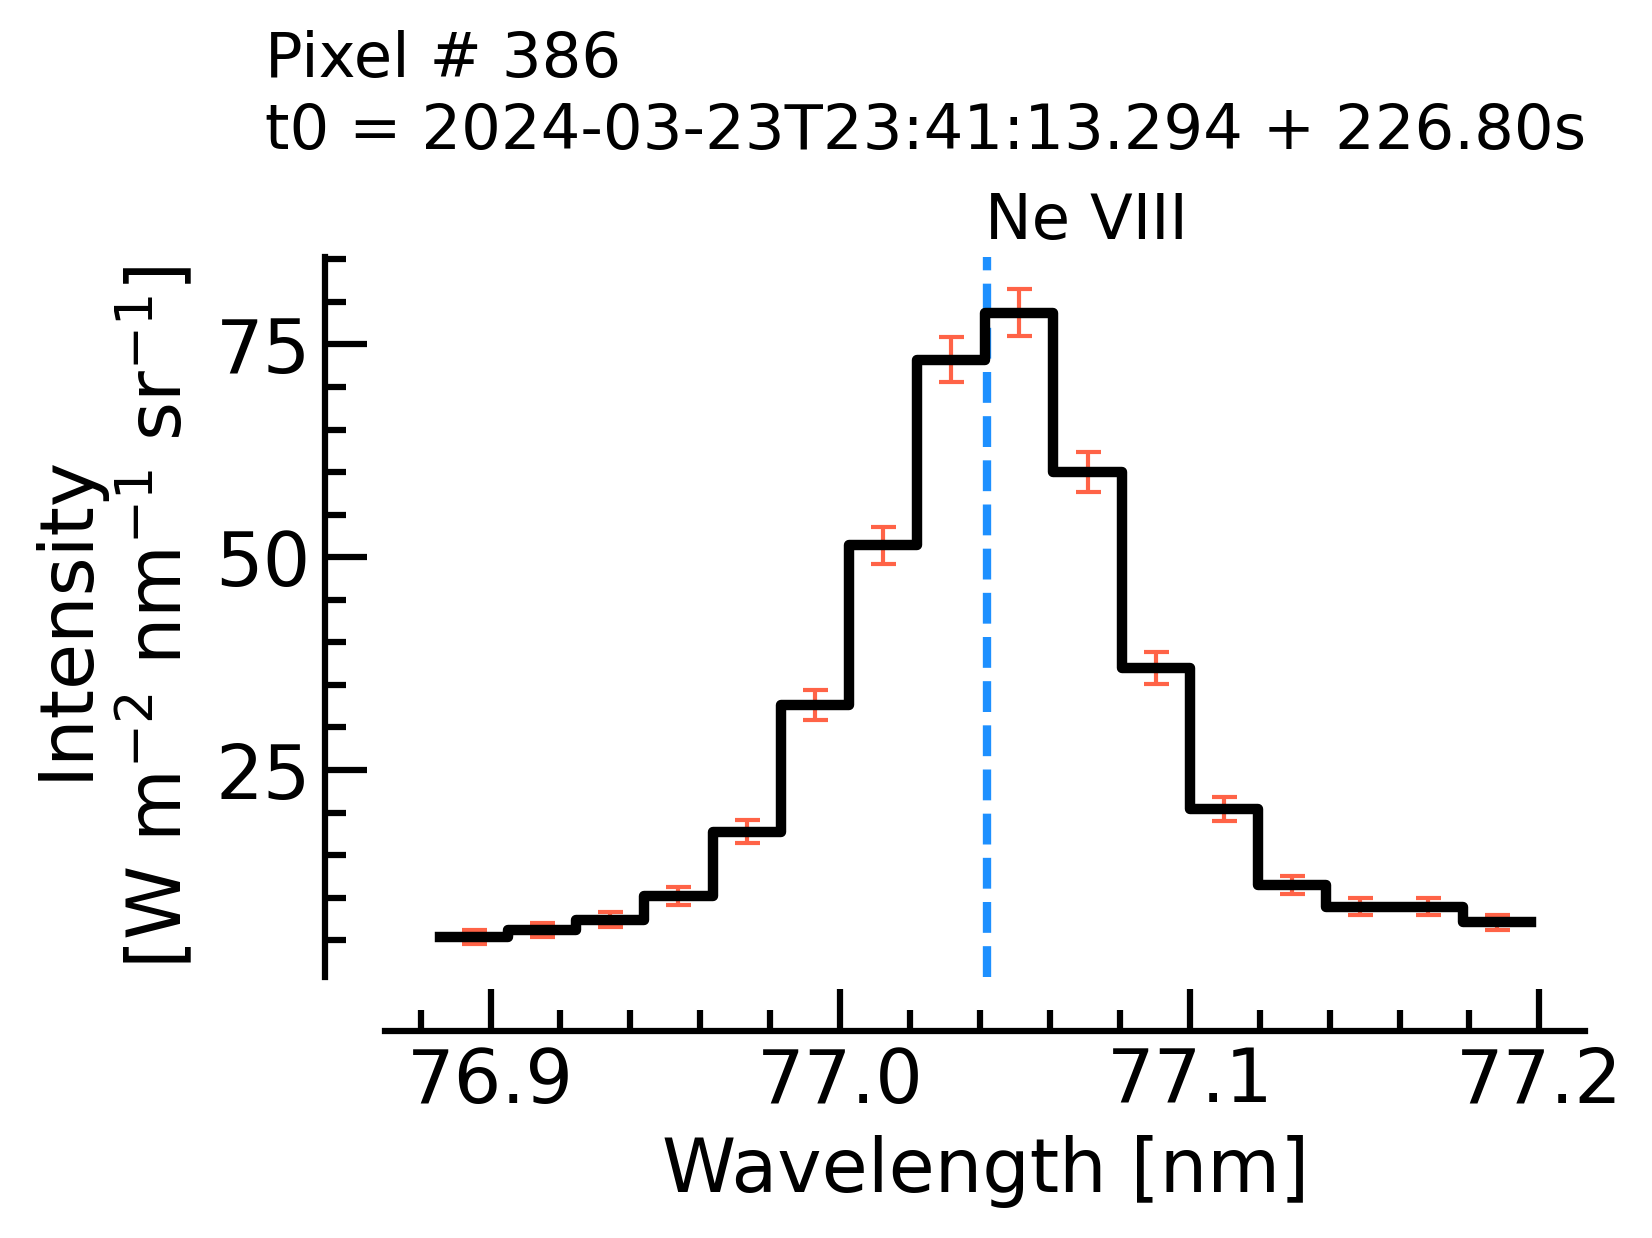 Pixel # 386
t0 = 2024-03-23T23:41:13.294 + 226.80s
Ne VIII
Intensity
[W m⁻² nm⁻¹ sr⁻¹]
75
50
25
76.9 77.0 77.1 77.2
Wavelength [nm]